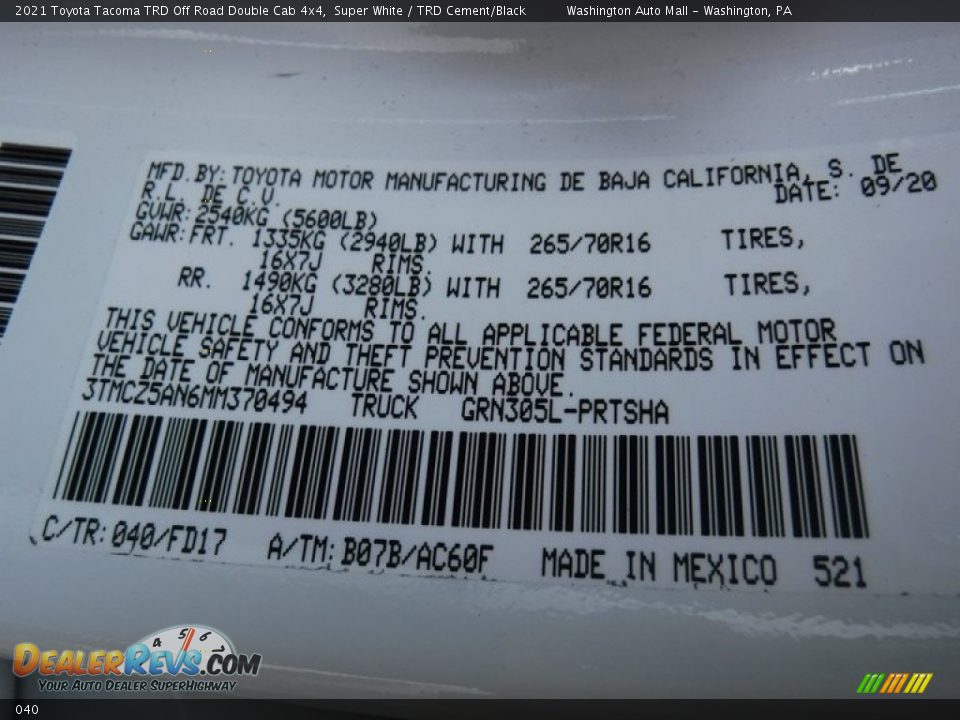 2021 Toyota Tacoma TRD Off Road Double Cab 4x4, Super White / TRD Cement/Black Washington Auto Mall - Washington, PA
MFD. BY: TOYOTA MOTOR MANUFACTURING DE BAJA CALIFORNIA, S. DE
R.L. DE C.V. DATE: 09/20
GVWR: 2540KG (5600LB)
GAWR: FRT. 1335KG (2940LB) WITH 265/70R16 TIRES,
16X7J RIMS.
RR. 1490KG (3280LB) WITH 265/70R16 TIRES,
16X7J RIMS.
THIS VEHICLE CONFORMS TO ALL APPLICABLE FEDERAL MOTOR
VEHICLE SAFETY AND THEFT PREVENTION STANDARDS IN EFFECT ON
THE DATE OF MANUFACTURE SHOWN ABOVE.
3TMCZ5AN6MM370494 TRUCK GRN305L-PRTSHA
C/TR: 040/FD17 A/TM: B07B/AC60F MADE IN MEXICO 521
4 5 6
DEALERREVS.COM
YOUR AUTO DEALER SUPERHIGHWAY
040